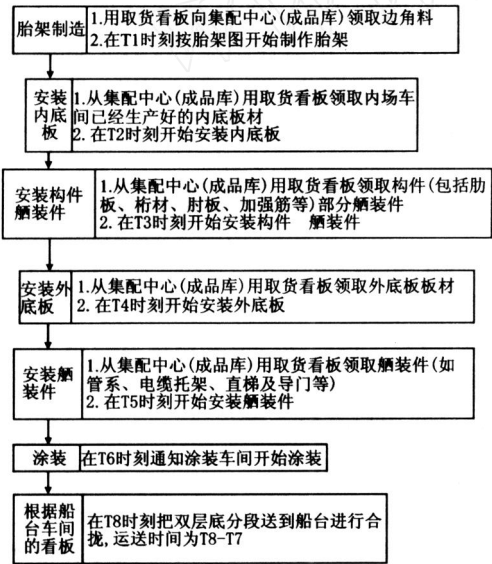 胎架制造
1.用取货看板向集配中心(成品库)领取边角料
2.在T1时刻按胎架图开始制作胎架
安装
内底
板
1.从集配中心(成品库)用取货看板领取内场车
间已经生产好的内底板材
2. 在T2时刻开始安装内底板
安装构件
舾装件
1.从集配中心(成品库)用取货看板领取构件(包括肋
板、桁材、肘板、加强筋等)部分舾装件
2. 在T3时刻开始安装构件 舾装件
安装外
底板
1.从集配中心(成品库)用取货看板领取外底板板材
2. 在T4时刻开始安装外底板
安装舾
装件
1.从集配中心(成品库)用取货看板领取舾装件(如
管系、电缆托架、直梯及导门等)
2. 在T5时刻开始安装舾装件
涂装
在T6时刻通知涂装车间开始涂装
根据船
台车间
的看板
在T8时刻把双层底分段送到船台进行合
拢,运送时间为T8-T7